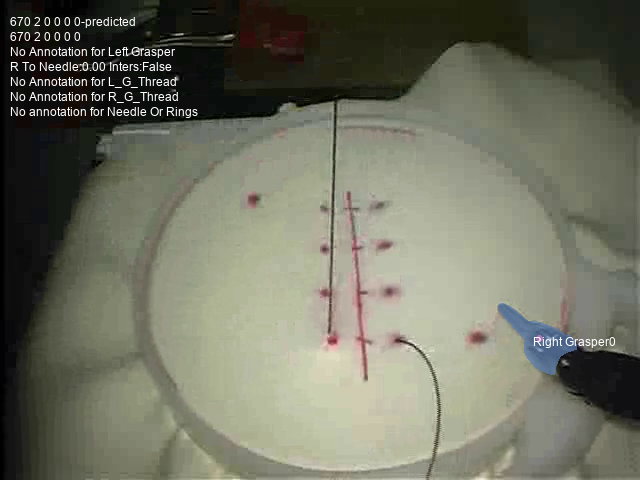 670 2 0 0 0 0-predicted
670 2 0 0 0 0
No Annotation for Left Grasper
R To Needle:0.00 Inters:False
No Annotation for L_G_Thread
No Annotation for R_G_Thread
No annotation for Needle Or Rings
Right Grasper0